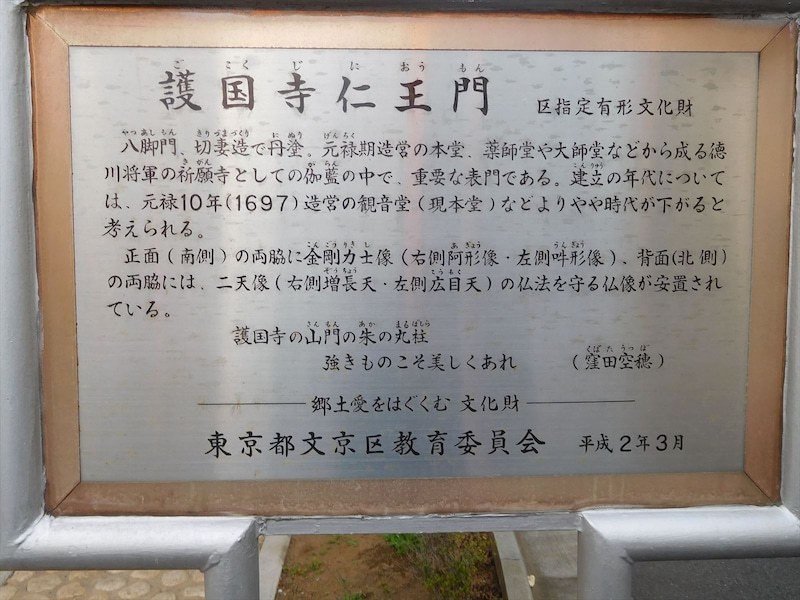 護国寺仁王門 区指定有形文化財
八脚門、切妻造で丹塗。元禄期造営の本堂、薬師堂や大師堂などから成る徳
川将軍の祈願寺としての伽藍の中で、重要な表門である。建立の年代について
は、元禄10年(1697)造営の観音堂(現本堂)などよりやや時代が下がると
考えられる。
正面(南側)の両脇に金剛力士像(右側阿形像・左側吽形像)、背面(北側)
の両脇には、二天像(右側増長天・左側広目天)の仏法を守る仏像が安置され
ている。
護国寺の山門の朱の丸柱
強きものこそ美しくあれ (窪田空穂)
郷土愛をはぐくむ 文化財
東京都文京区教育委員会 平成2年3月